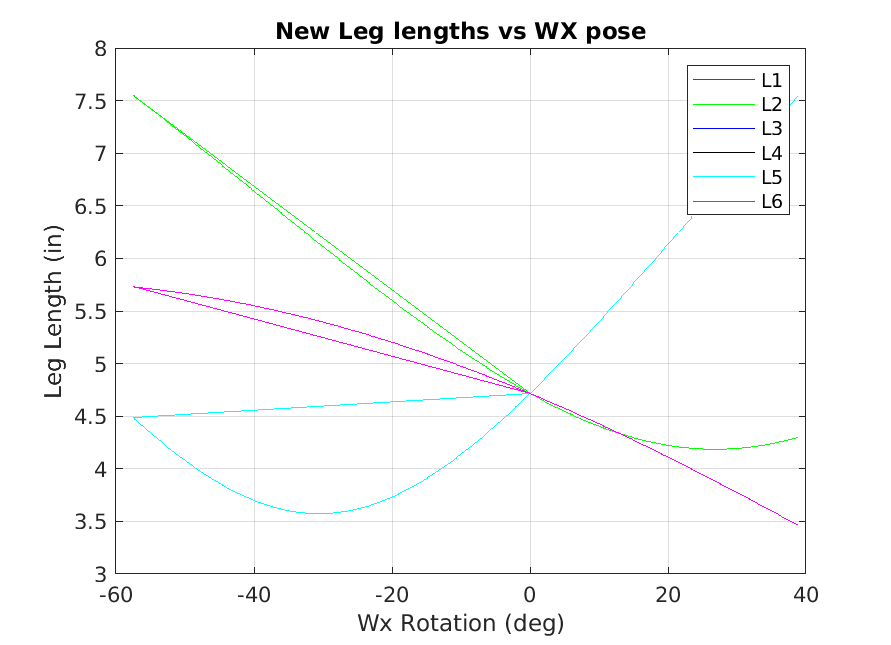 New Leg lengths vs WX pose
8
7.5
7
6.5
6
5.5
5
4.5
4
3.5
3
Leg Length (in)
L1
L2
L3
L4
L5
L6
-60 -40 -20 0 20 40
Wx Rotation (deg)